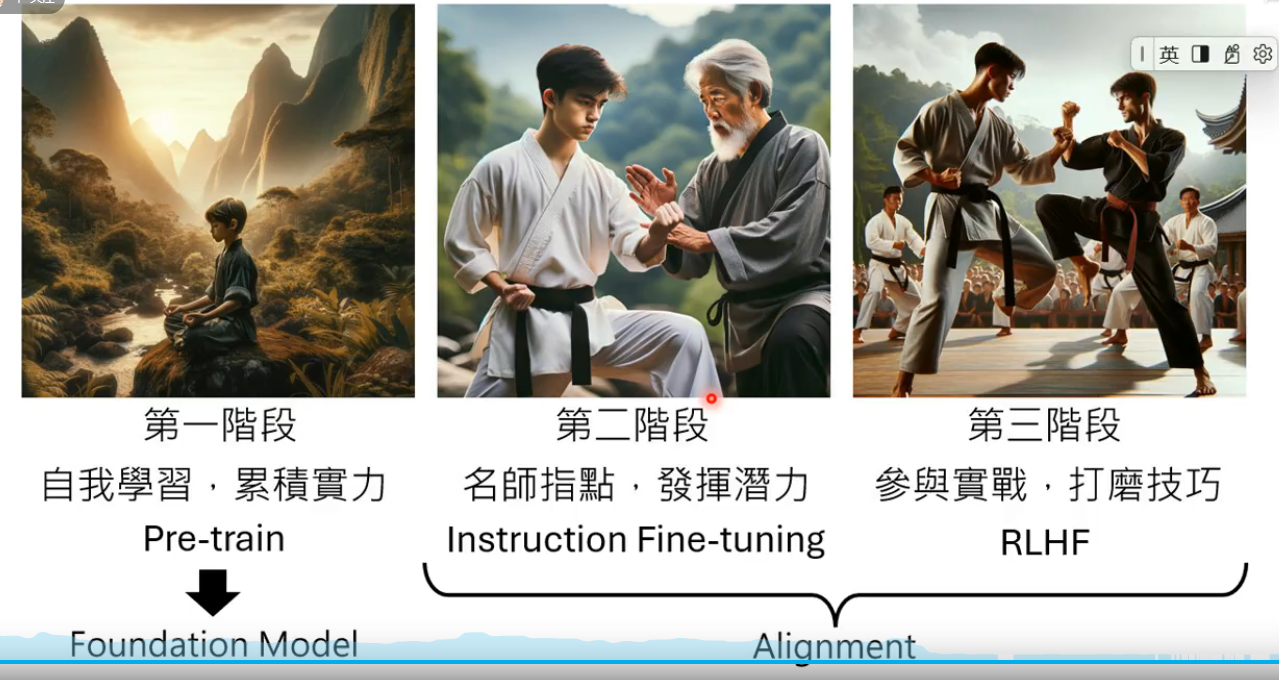 英
第一階段
自我學習，累積實力
Pre-train
Foundation Model
第二階段
名師指點，發揮潛力
Instruction Fine-tuning
第三階段
參與實戰，打磨技巧
RLHF
Alignment